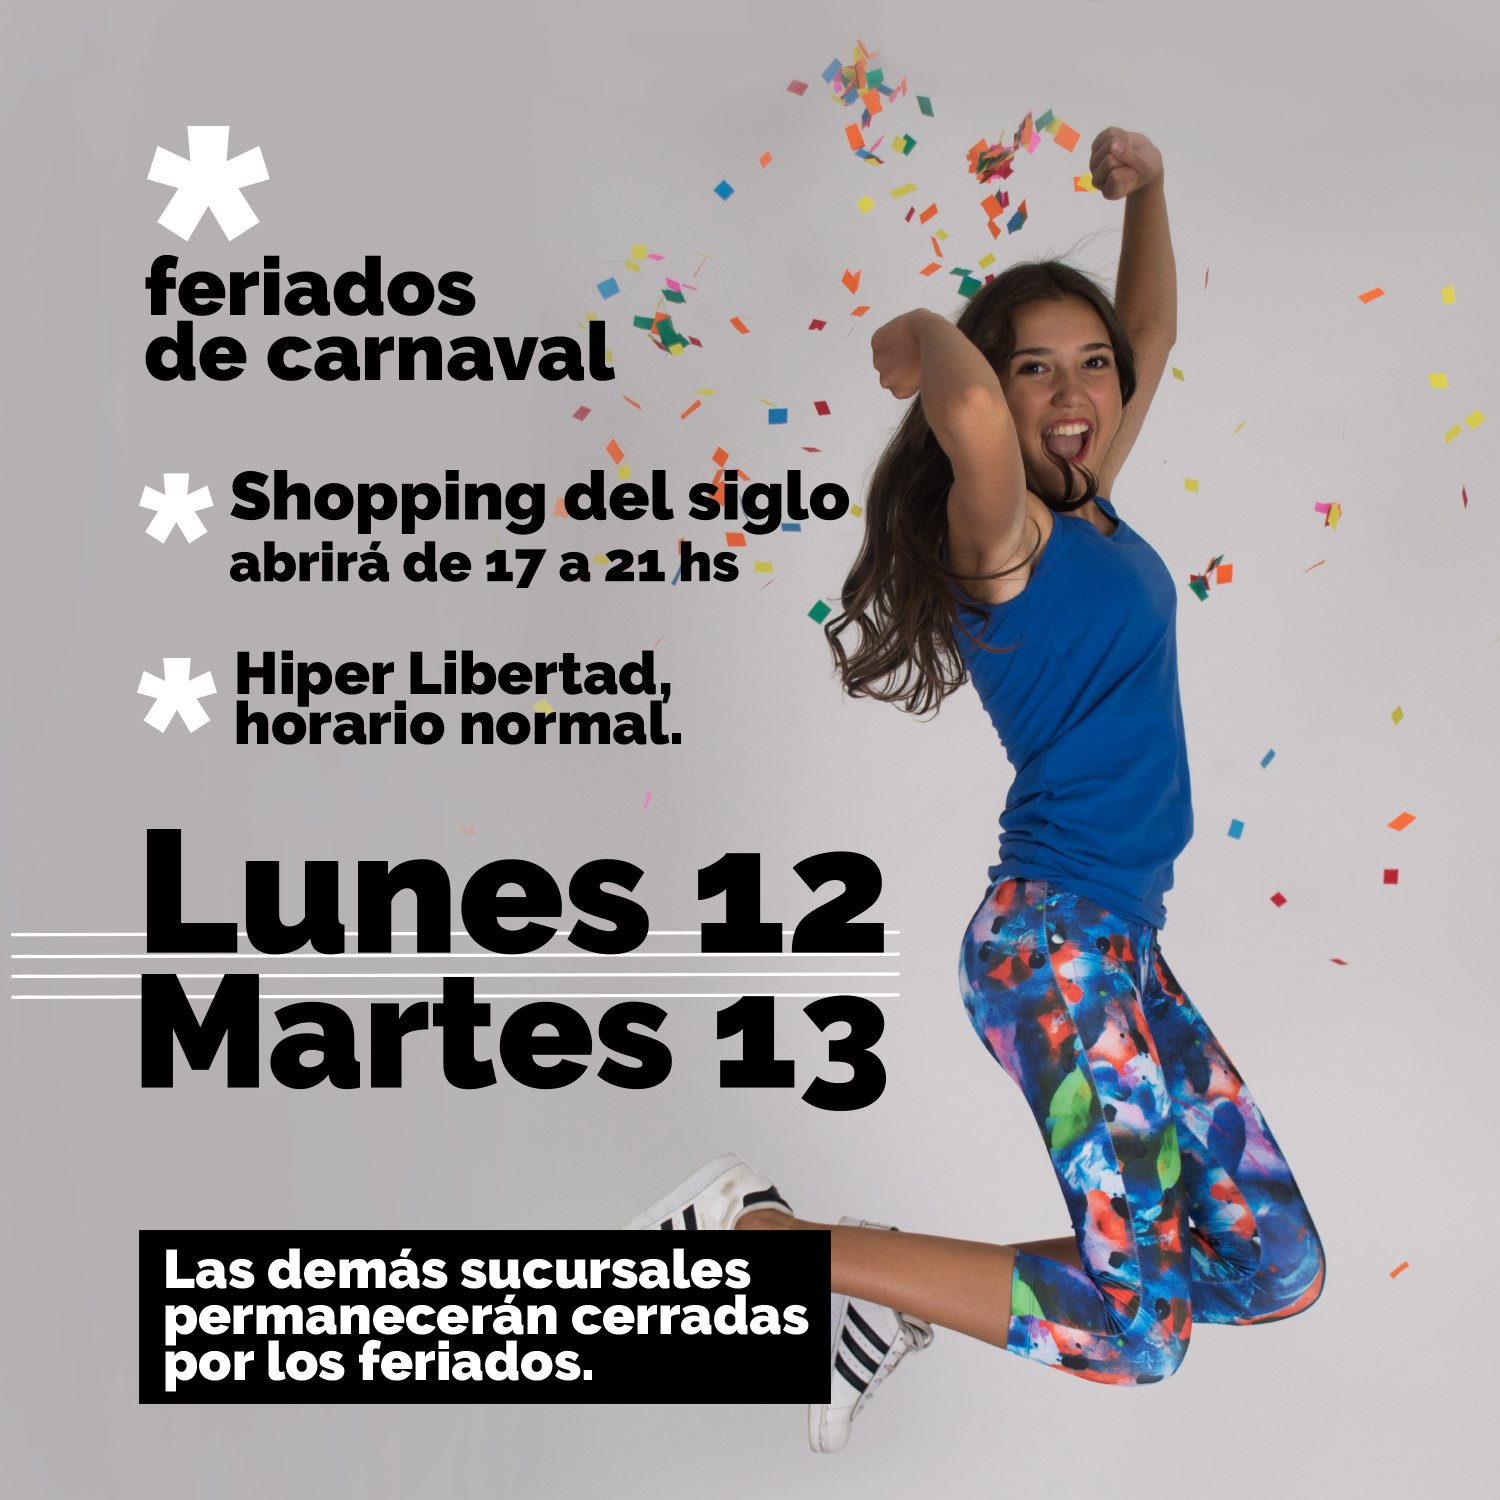 *
feriados
de carnaval
* Shopping del siglo
abrirá de 17 a 21 hs
* Hiper Libertad,
horario normal.
Lunes 12
Martes 13
Las demás sucursales
permanecerán cerradas
por los feriados.